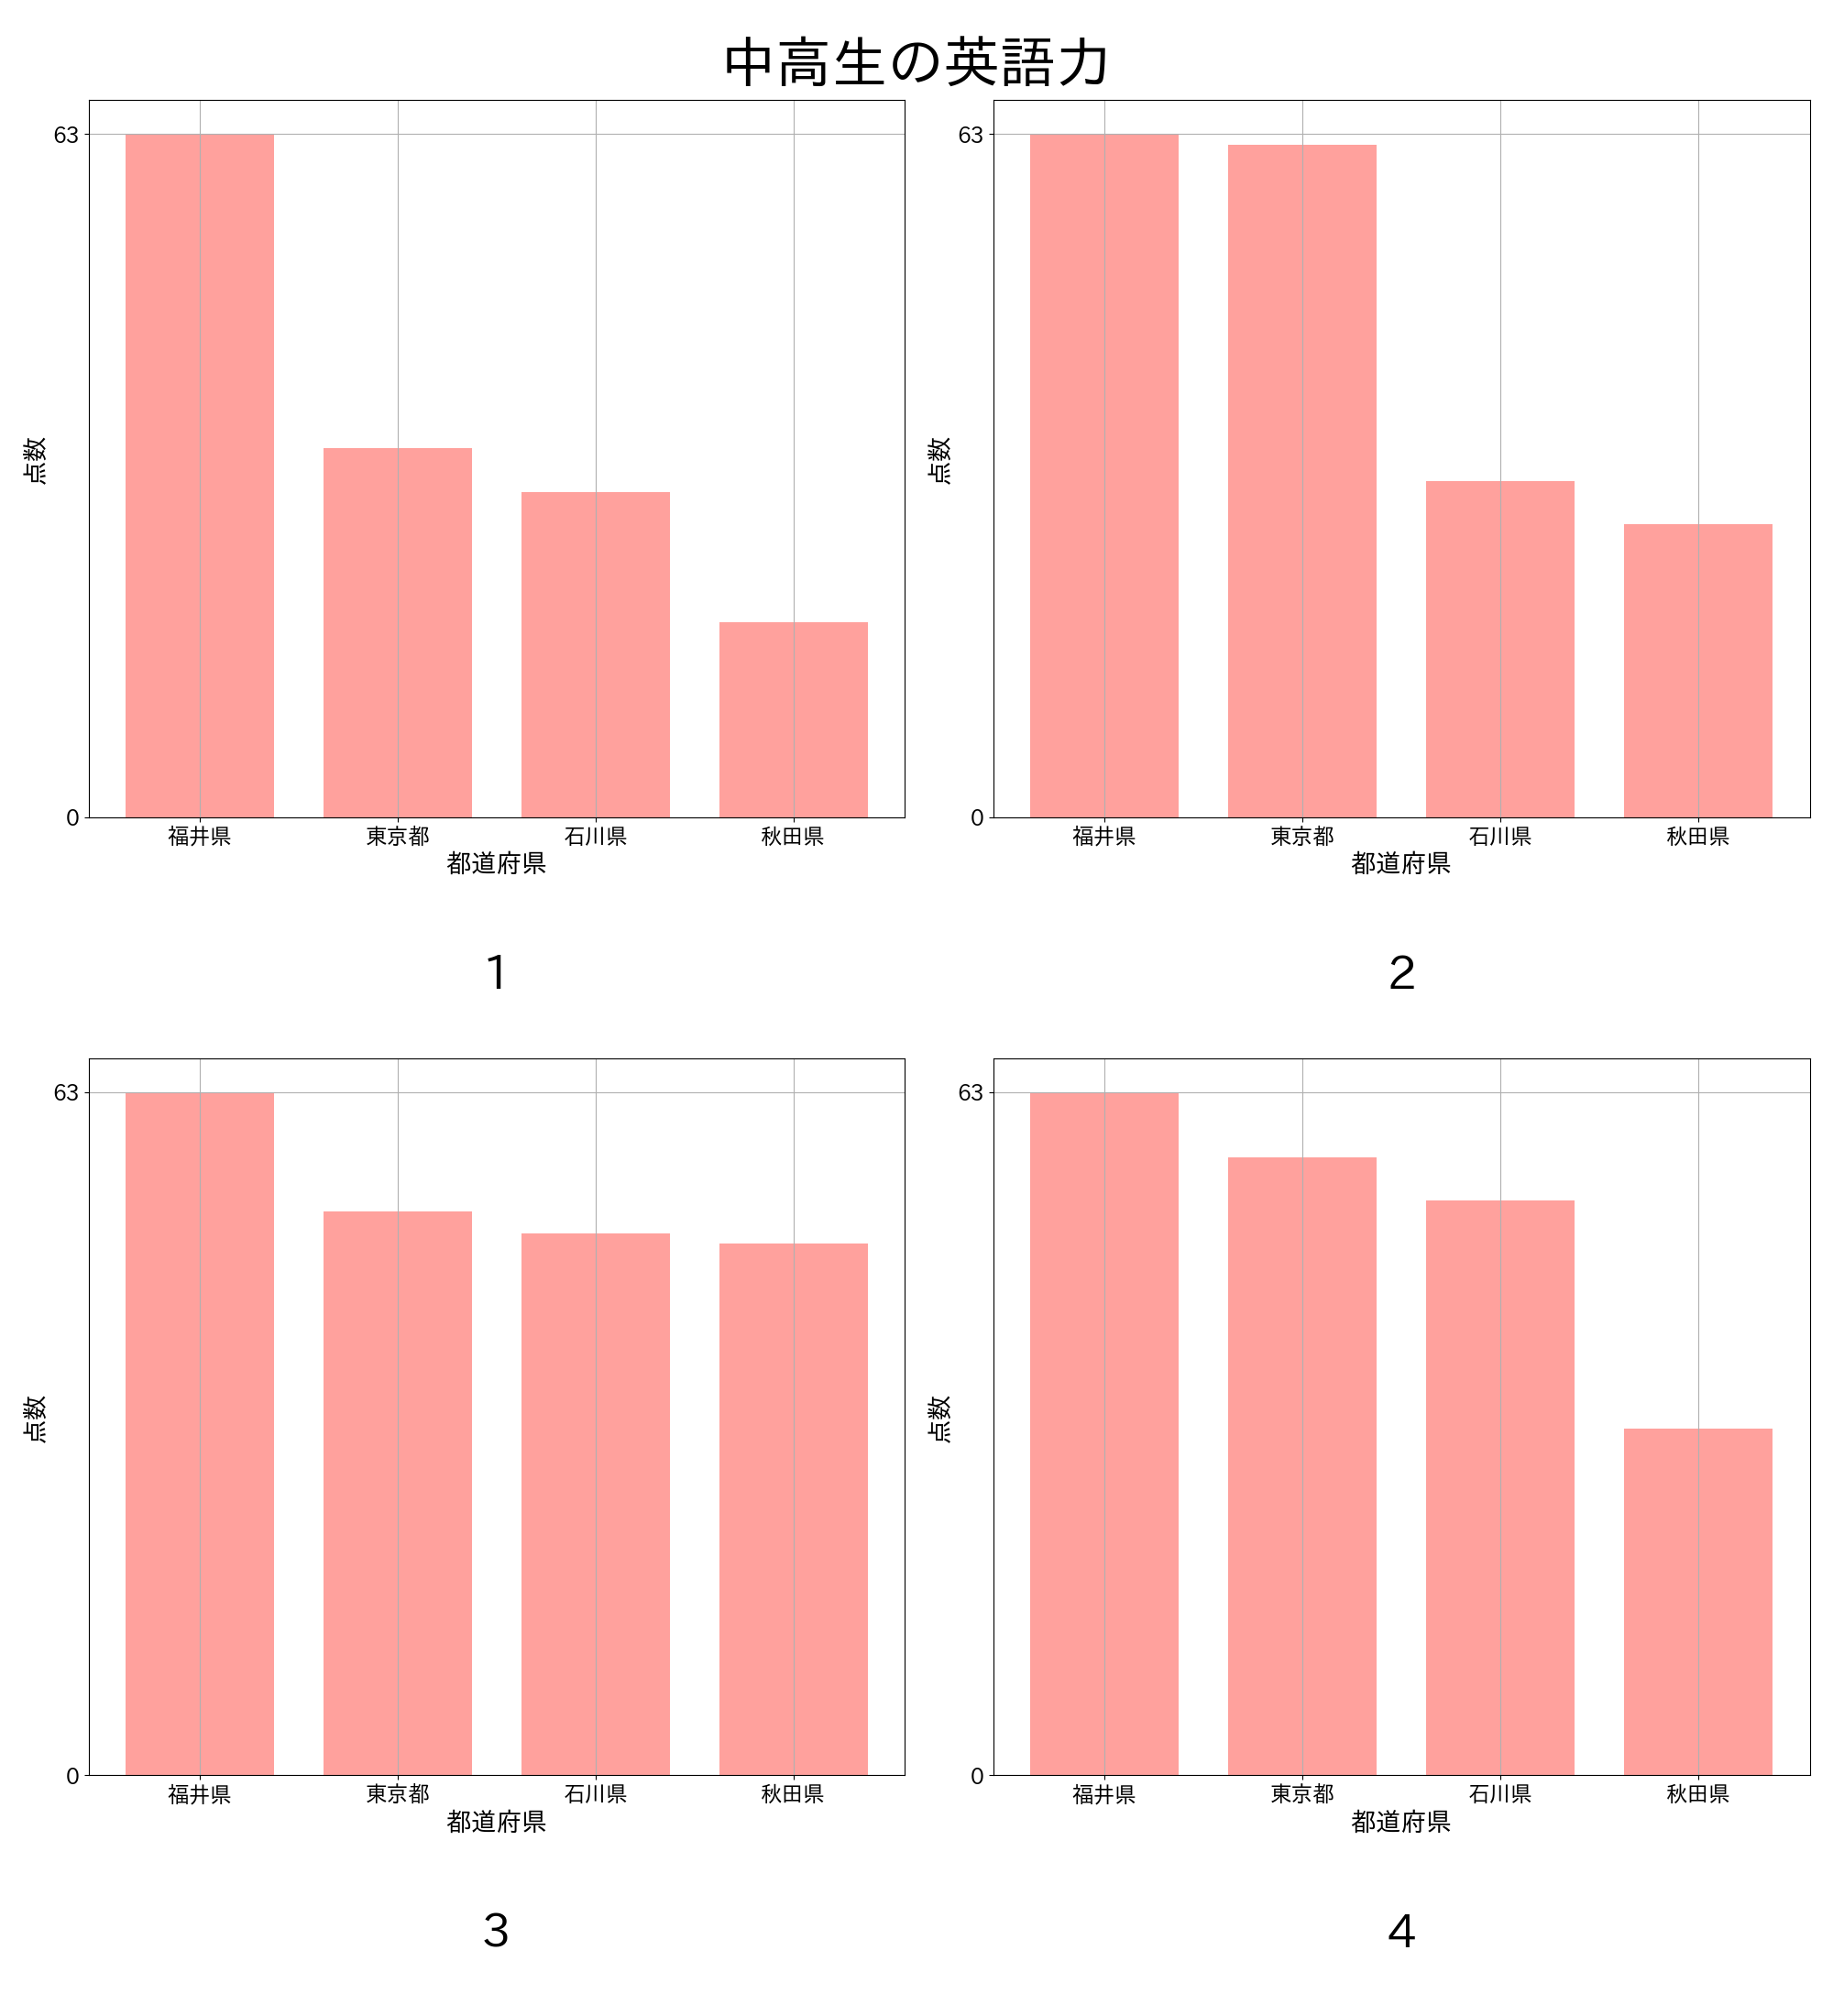 中高生の英語力
63
点数
0
福井県 東京都 石川県 秋田県
都道府県
1
63
点数
0
福井県 東京都 石川県 秋田県
都道府県
2
63
点数
0
福井県 東京都 石川県 秋田県
都道府県
3
63
点数
0
福井県 東京都 石川県 秋田県
都道府県
4